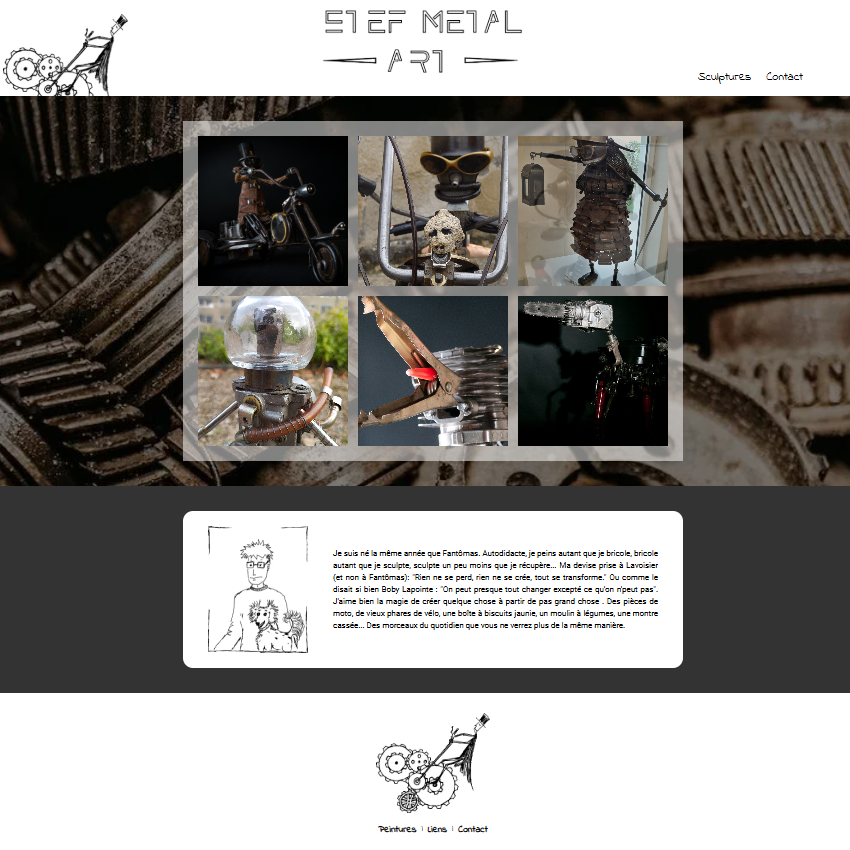 STEF METAL
ART
Sculptures Contact
Je suis né la même année que Fantômas. Autodidacte, je peins autant que je bricole, bricole
autant que je sculpte, sculpte un peu moins que je récupère... Ma devise prise à Lavoisier
(et non à Fantômas): "Rien ne se perd, rien ne se crée, tout se transforme." Ou comme le
disait si bien Boby Lapointe : "On peut presque tout changer excepté ce qu'on n'peut pas".
J'aime bien la magie de créer quelque chose à partir de pas grand chose . Des pièces de
moto, de vieux phares de vélo, une boîte à biscuits jaunie, un moulin à légumes, une montre
cassée... Des morceaux du quotidien que vous ne verrez plus de la même manière.
Peintures | Liens | Contact